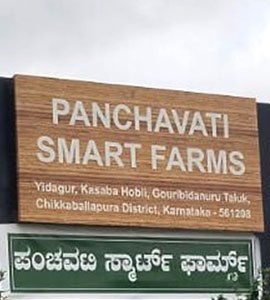 PANCHAVATI
SMART FARMS
Yidagur, Kasaba Hobli, Gouribidanuru Taluk,
Chikkaballapura District, Karnataka - 561208
ಪಂಚವಟಿ ಸ್ಮಾರ್ಟ್ ಫಾರ್ಮ್ಸ್